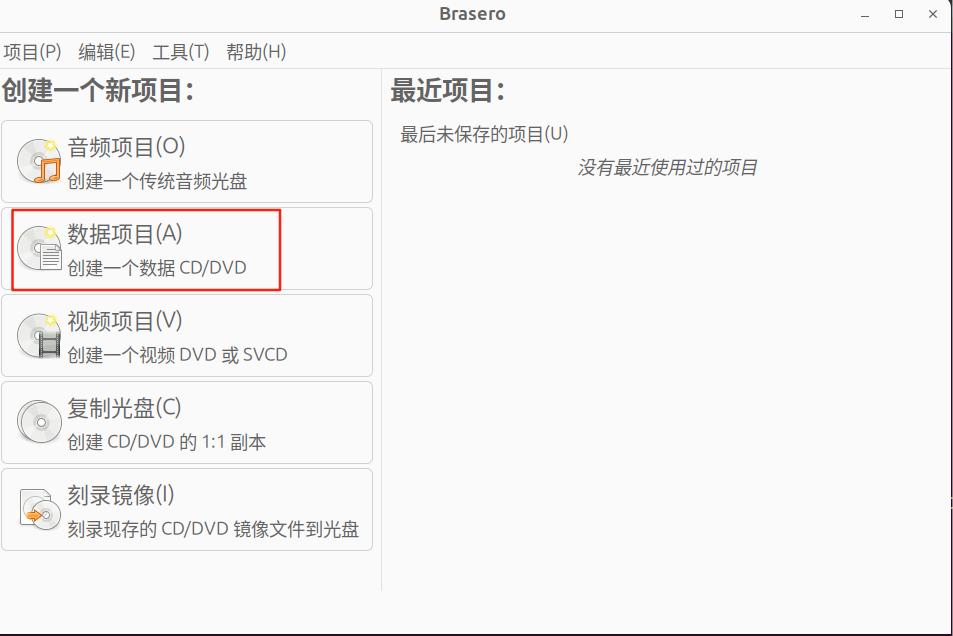 Brasero
项目(P) 编辑(E) 工具(T) 帮助(H)
创建一个新项目：
音频项目(O)
创建一个传统音频光盘
数据项目(A)
创建一个数据 CD/DVD
视频项目(V)
创建一个视频 DVD 或 SVCD
复制光盘(C)
创建 CD/DVD 的 1:1 副本
刻录镜像(I)
刻录现存的 CD/DVD 镜像文件到光盘
最近项目：
最后未保存的项目(U)
没有最近使用过的项目